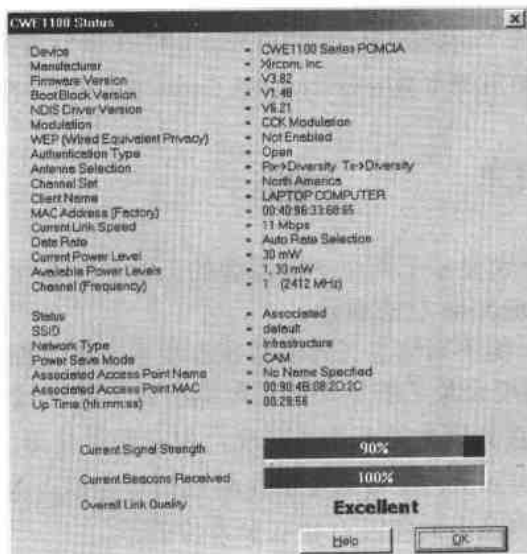 CWE1100 Status
Device = CWE1100 Series PCMCIA
Manufacturer = Xircom, Inc.
Firmware Version = V3.82
Boot Block Version = V1.48
NDIS Driver Version = V6.21
Modulation = CCK Modulation
WEP (Wired Equivalent Privacy) = Not Enabled
Authentication Type = Open
Antenna Selection = Rx->Diversity Tx->Diversity
Channel Set = North America
Client Name = LAPTOP COMPUTER
MAC Address (Factory) = 00:40:96:33:68:65
Current Link Speed = 11 Mbps
Data Rate = Auto Rate Selection
Current Power Level = 30 mW
Available Power Levels = 1, 30 mW
Channel (Frequency) = 1 (2412 MHz)
Status = Associated
SSID = default
Network Type = Infrastructure
Power Save Mode = CAM
Associated Access Point Name = No Name Specified
Associated Access Point MAC = 00:90:4B:08:2D:2C
Up Time (hh:mm:ss) = 00:29:56
Current Signal Strength 90%
Current Beacons Received 100%
Overall Link Quality Excellent
Help OK